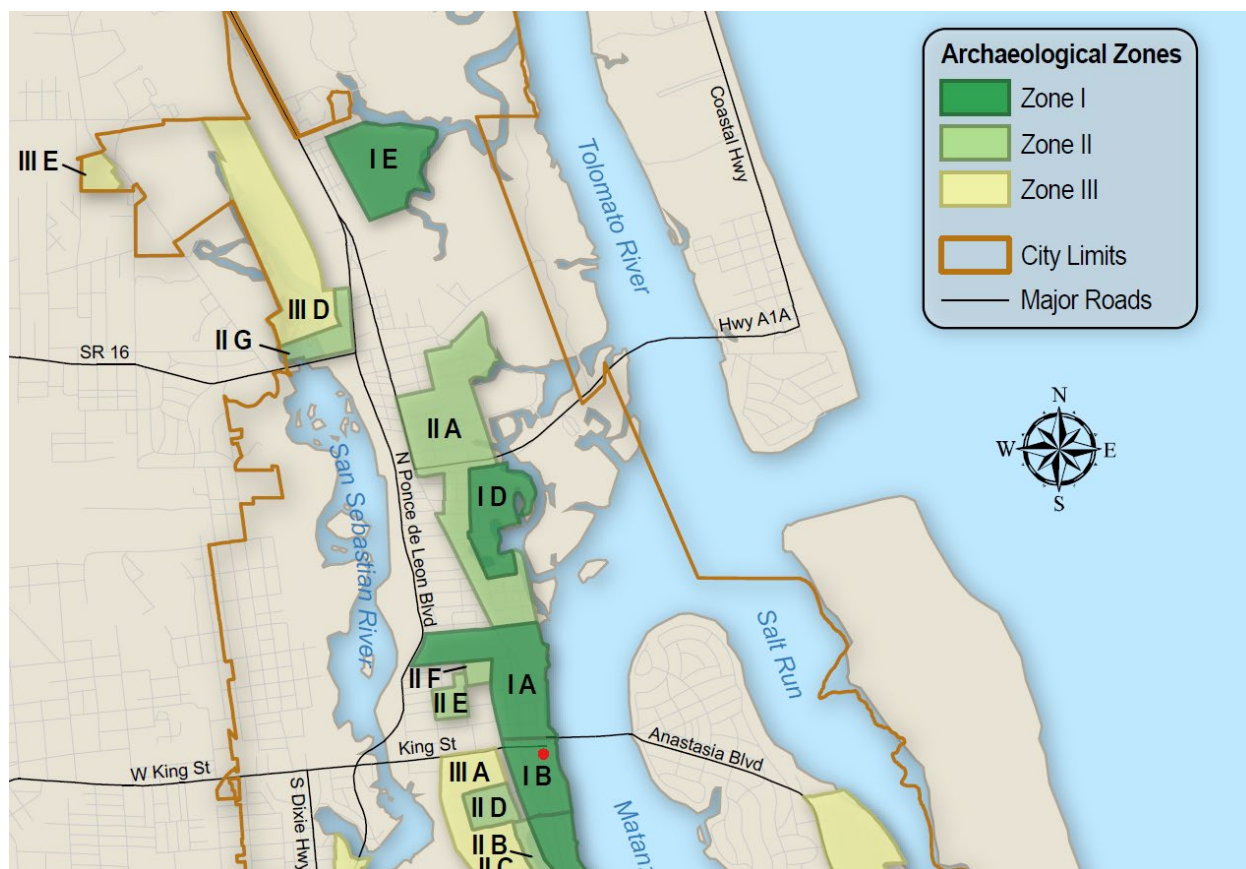 Archaeological Zones
Zone I
Zone II
Zone III
City Limits
Major Roads
III E
I E
Coastal Hwy
Tolomato River
III D
II G
SR 16
Hwy A1A
N
W
E
S
II A
N Ponce de Leon Blvd
San Sebastian River
I D
Salt Run
II F
II E
I A
King St
Anastasia Blvd
W King St
III A
I B
S Dixie Hwy
II D
II B
II C